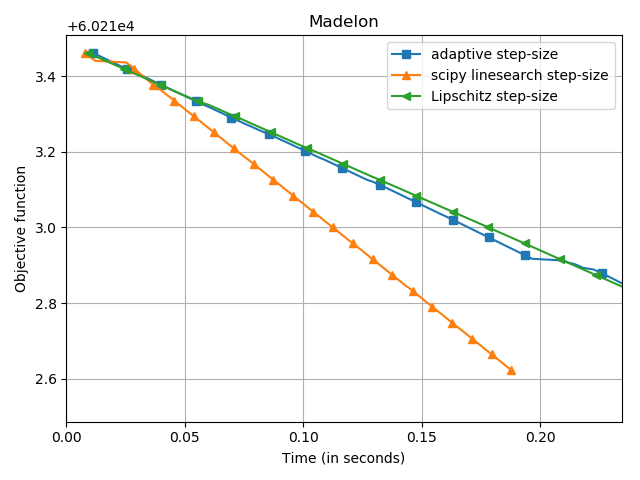 Madelon
+6.021e4
adaptive step-size
scipy linesearch step-size
Lipschitz step-size
3.4
3.2
3.0
2.8
2.6
Objective function
0.00
0.05
0.10
0.15
0.20
Time (in seconds)